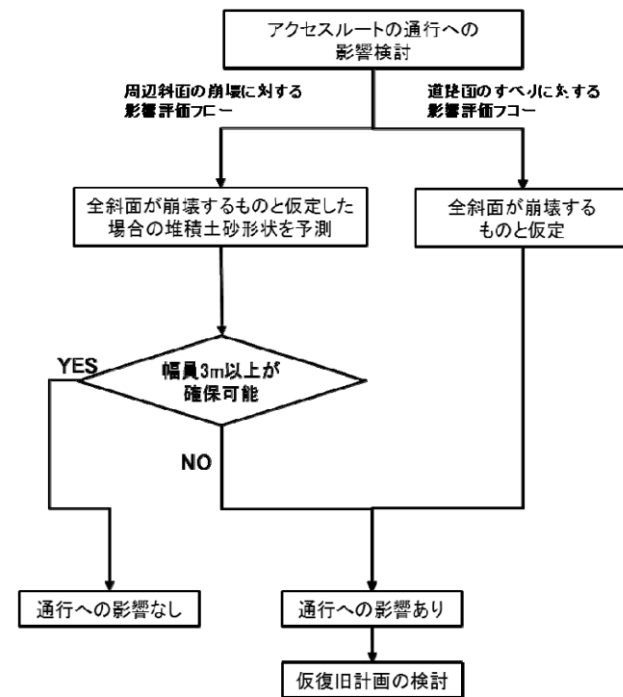 アクセスルートの通行への
影響検討
周辺斜面の崩壊に対する
影響評価フロー
道路面のすべりに対する
影響評価フロー
全斜面が崩壊するものと仮定した
場合の堆積土砂形状を予測
全斜面が崩壊する
ものと仮定
YES
幅員3m以上が
確保可能
NO
通行への影響なし
通行への影響あり
仮復旧計画の検討